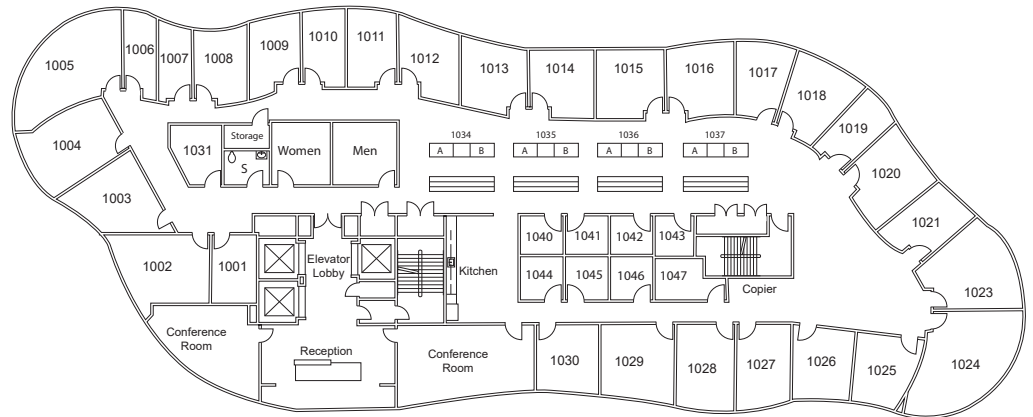 1005
1006
1007
1008
1009
1010
1011
1012
1013
1014
1015
1016
1017
1018
1019
1020
1021
1023
1024
1025
1026
1027
1028
1029
1030
1004
1003
1002
1001
1031
Storage
S
Women
Men
1034
A B
1035
A B
1036
A B
1037
A B
1040
1041
1042
1043
1044
1045
1046
1047
Elevator
Lobby
Kitchen
Copier
Conference
Room
Reception
Conference
Room